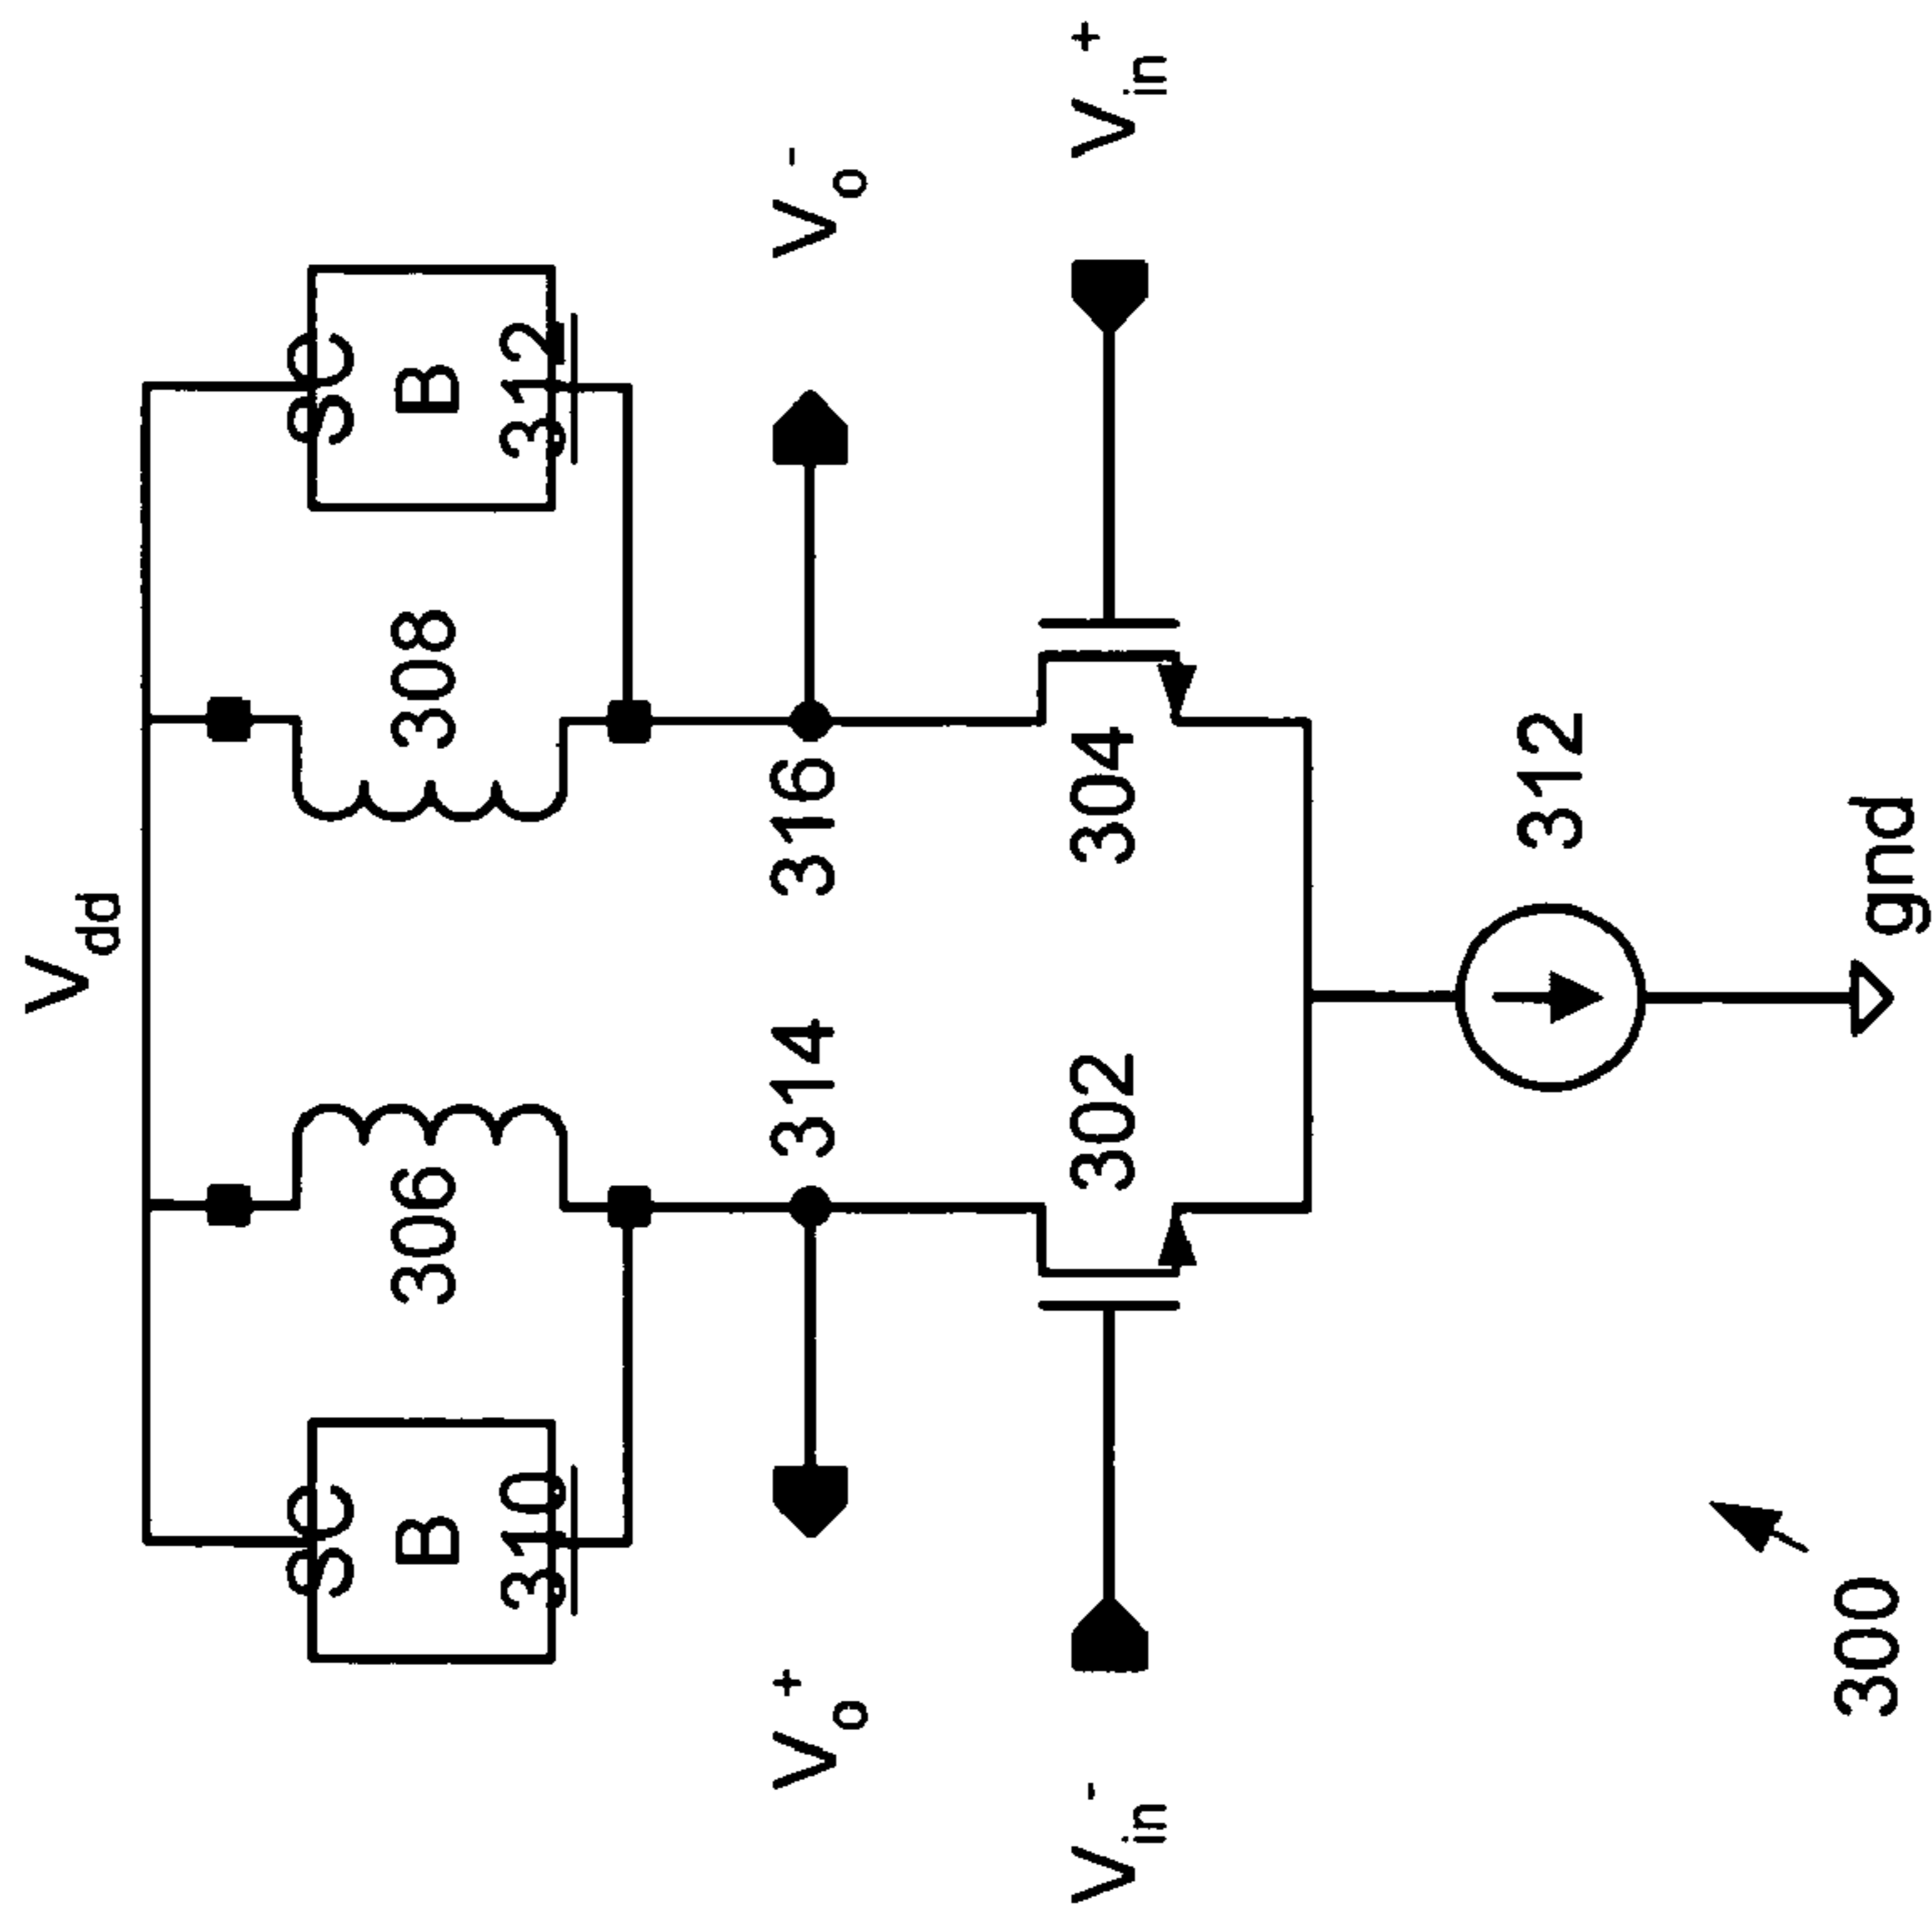 V_dd
SC
B
310
306
308
SC
B
312
V_o^+
314
316
V_o^-
V_in^-
302
304
V_in^+
312
gnd
300